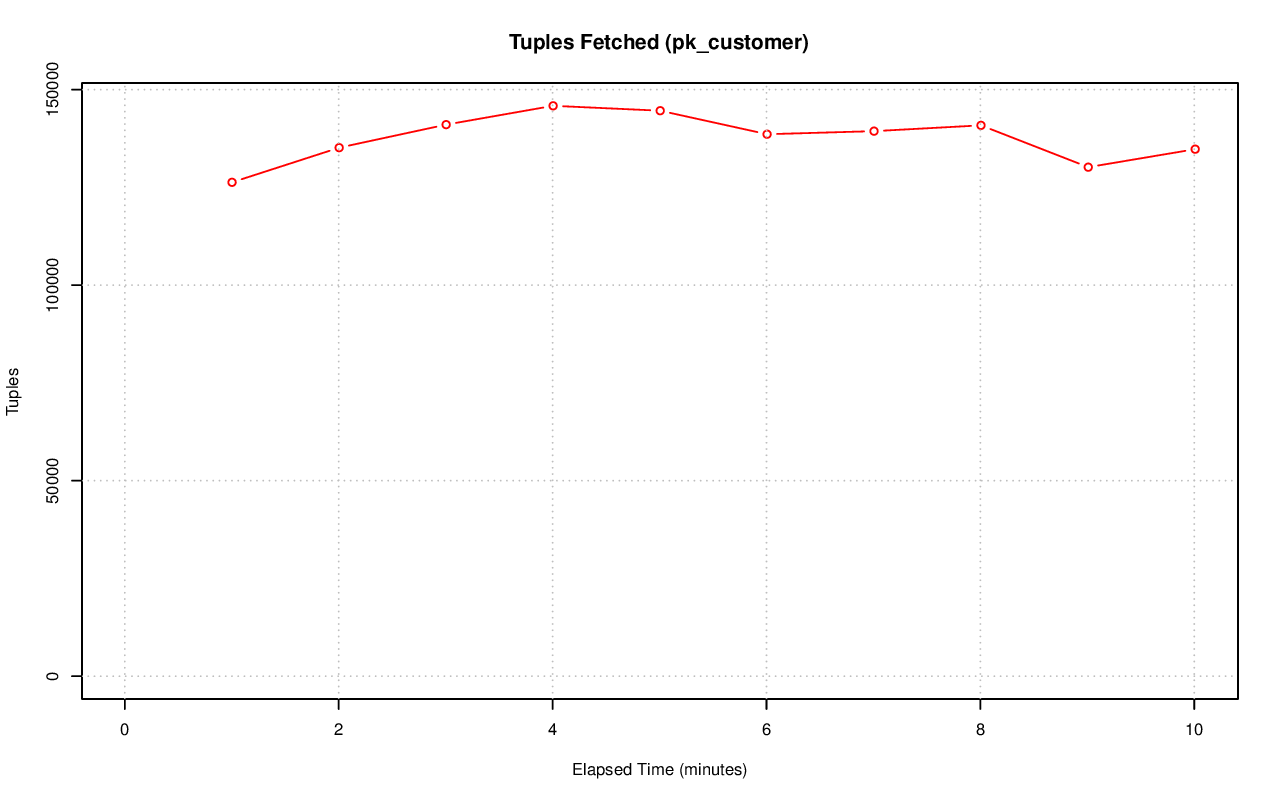 Tuples Fetched (pk_customer)
150000
100000
50000
0
Tuples
0 2 4 6 8 10
Elapsed Time (minutes)